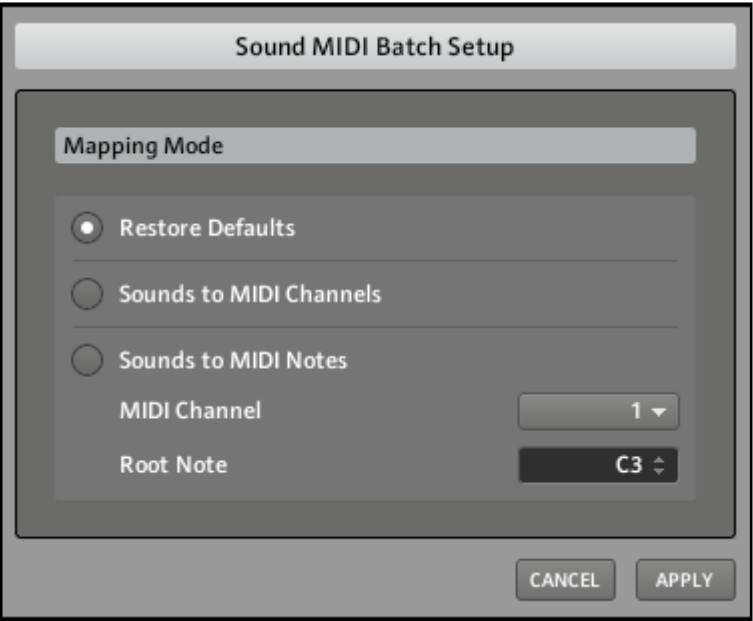 Sound MIDI Batch Setup
Mapping Mode
Restore Defaults
Sounds to MIDI Channels
Sounds to MIDI Notes
MIDI Channel 1
Root Note C3
CANCEL APPLY